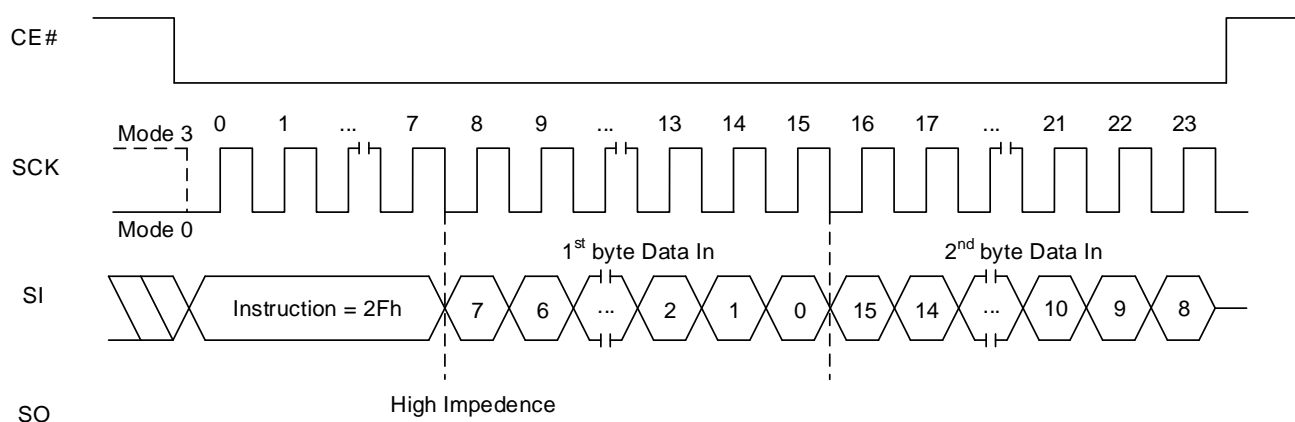 CE#
0 1 ... 7 8 9 ... 13 14 15 16 17 ... 21 22 23
Mode 3
SCK
Mode 0
1st byte Data In 2nd byte Data In
SI Instruction = 2Fh 7 6 ... 2 1 0 15 14 ... 10 9 8
High Impedence
SO